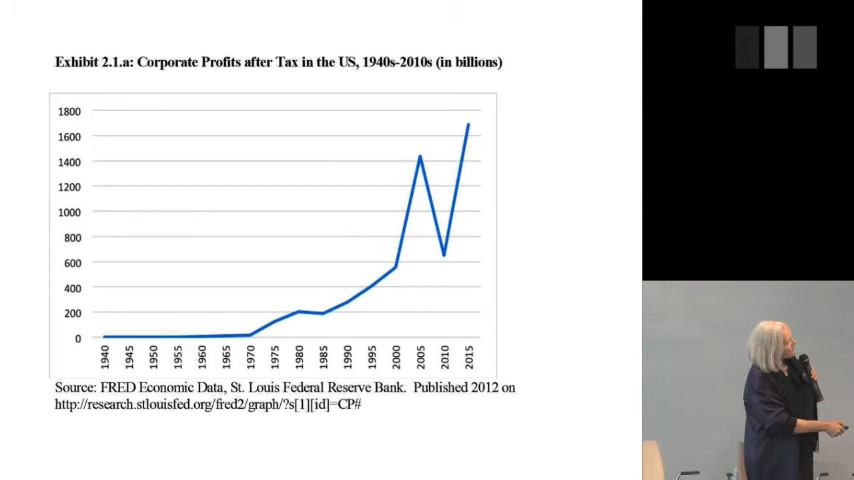 Exhibit 2.1.a: Corporate Profits after Tax in the US, 1940s-2010s (in billions)
1800
1600
1400
1200
1000
800
600
400
200
0
1940 1945 1950 1955 1960 1965 1970 1975 1980 1985 1990 1995 2000 2005 2010 2015
Source: FRED Economic Data, St. Louis Federal Reserve Bank. Published 2012 on
http://research.stlouisfed.org/fred2/graph/?s[1][id]=CP#